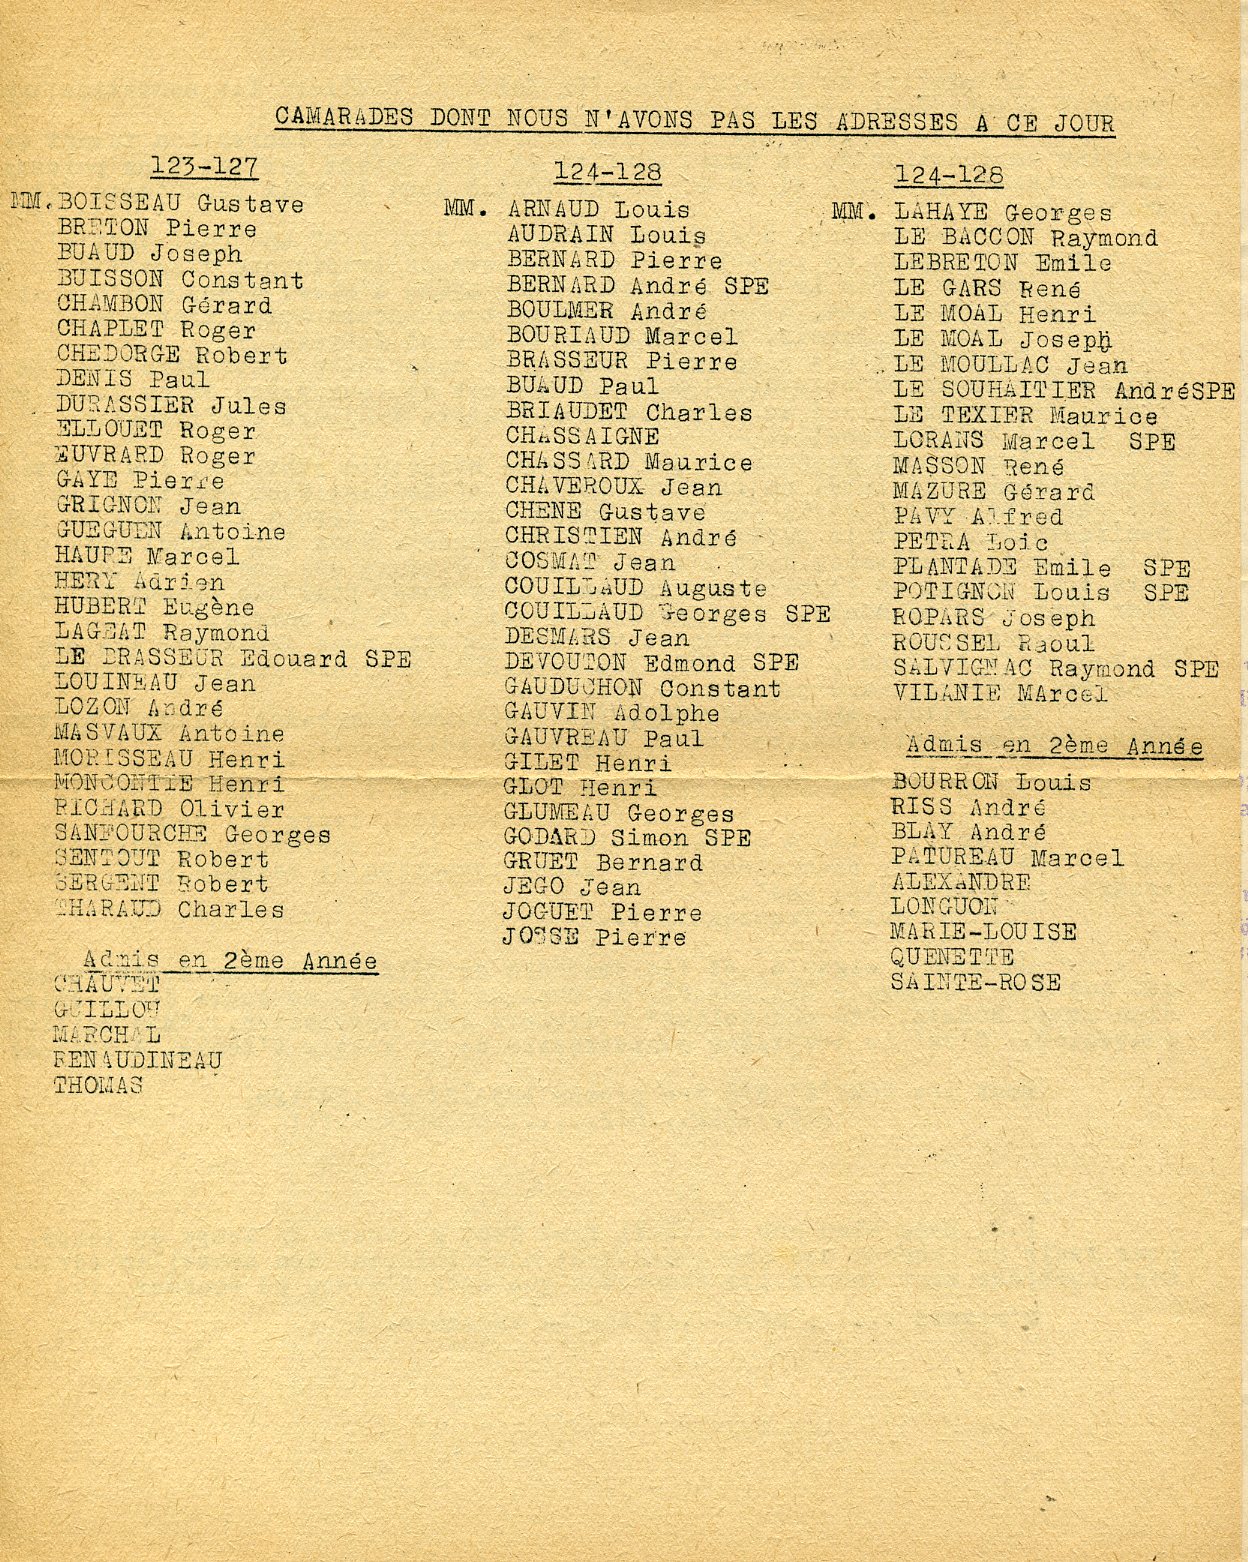 CAMARADES DONT NOUS N'AVONS PAS LES ADRESSES A CE JOUR
123-127
MM. BOISSEAU Gustave
BRETON Pierre
BUAUD Joseph
BUISSON Constant
CHAMBON Gérard
CHAPLET Roger
CHEDORGE Robert
DENIS Paul
DURASSIER Jules
ELLOUET Roger
EUVRARD Roger
GAYE Pierre
GRIGNON Jean
GUEGUEN Antoine
HAURE Marcel
HERY Adrien
HUBERT Eugène
LAGEAT Raymond
LE BRASSEUR Edouard SPE
LOUINEAU Jean
LOZON André
MASVAUX Antoine
MORISSEAU Henri
MONCONTIE Henri
RICHARD Olivier
SANFOURCHE Georges
SENTOUT Robert
SERGENT Robert
THARAUD Charles
Admis en 2ème Année
CHAUVET
GUILLOU
MARCHAL
RENAUDINEAU
THOMAS
124-128
MM. ARNAUD Louis
AUDRAIN Louis
BERNARD Pierre
BERNARD André SPE
BOULMER André
BOURIAUD Marcel
BRASSEUR Pierre
BUAUD Paul
BRIAUDET Charles
CHASSAIGNE
CHASSARD Maurice
CHAVEROUX Jean
CHENE Gustave
CHRISTIEN André
COSMAT Jean
COUILLAUD Auguste
COUILLAUD Georges SPE
DESMARS Jean
DEVOUTON Edmond SPE
GAUDUCHON Constant
GAUVIN Adolphe
GAUVREAU Paul
GILET Henri
GLOT Henri
GLUMEAU Georges
GODARD Simon SPE
GRUET Bernard
JEGO Jean
JOGUET Pierre
JOSSE Pierre
124-128
MM. LAHAYE Georges
LE BACCON Raymond
LEBRETON Emile
LE GARS René
LE MOAL Henri
LE MOAL Joseph
LE MOULLAC Jean
LE SOUHAITIER AndréSPE
LE TEXIER Maurice
LORANS Marcel SPE
MASSON René
MAZURE Gérard
PAVY Alfred
PETRA Loic
PLANTADE Emile SPE
POTIGNON Louis SPE
ROPARS Joseph
ROUSSEL Raoul
SALVIGNAC Raymond SPE
VILANIE MArcel
Admis en 2ème Année
BOURRON Louis
RISS André
BLAY André
PATUREAU Marcel
ALEXANDRE
LONGUON
MARIE-LOUISE
QUENETTE
SAINTE-ROSE